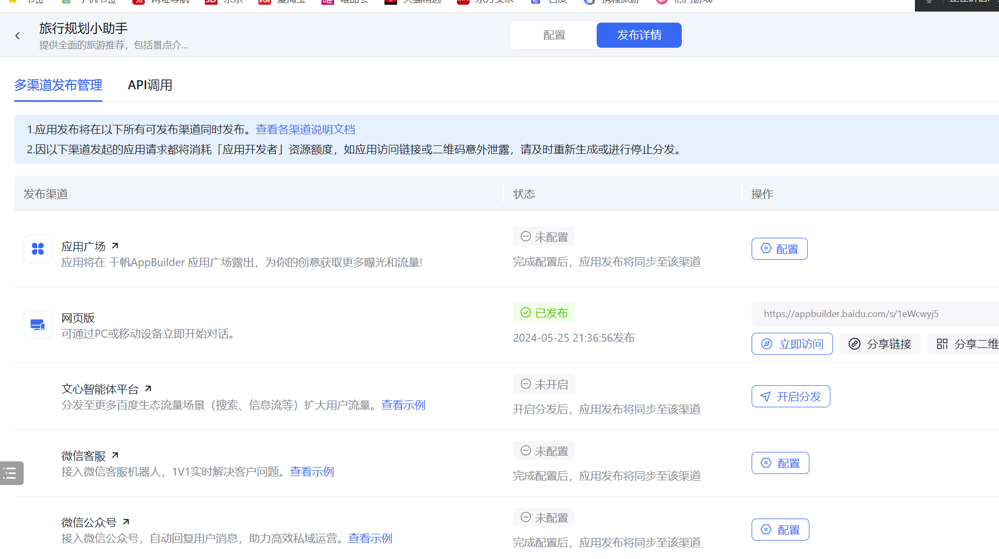 旅行规划小助手
提供全面的旅游推荐，包括景点介...
配置
发布详情
多渠道发布管理
API调用
1.应用发布将在以下所有可发布渠道同时发布。查看各渠道说明文档
2.因以下渠道发起的应用请求都将消耗「应用开发者」资源额度，如应用访问链接或二维码意外泄露，请及时重新生成或进行停止分发。
发布渠道
状态
操作
应用广场
应用将在 千帆AppBuilder 应用广场露出，为你的创意获取更多曝光和流量!
未配置
完成配置后，应用发布将同步至该渠道
配置
网页版
可通过PC或移动设备立即开始对话。
已发布
2024-05-25 21:36:56发布
https://appbuilder.baidu.com/s/1eWcwyj5
立即访问
分享链接
分享二维
文心智能体平台
分发至更多百度生态流量场景（搜索、信息流等）扩大用户流量。查看示例
未开启
开启分发后，应用发布将同步至该渠道
开启分发
微信客服
接入微信客服机器人，1V1实时解决客户问题。查看示例
未配置
完成配置后，应用发布将同步至该渠道
配置
微信公众号
接入微信公众号，自动回复用户消息，助力高效私域运营。查看示例
未配置
完成配置后，应用发布将同步至该渠道
配置